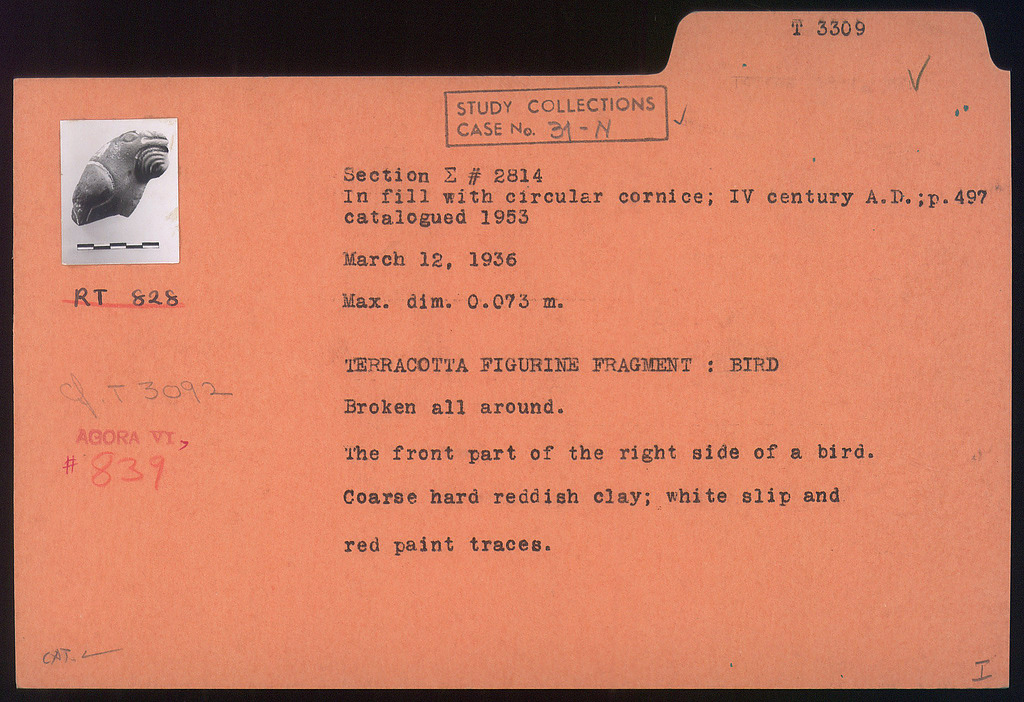 T 3309
STUDY COLLECTIONS
CASE No. 31-N
Section Σ # 2814
In fill with circular cornice; IV century A.D.;p.497
catalogued 1953
March 12, 1936
Max. dim. 0.073 m.
RT 828
TERRACOTTA FIGURINE FRAGMENT : BIRD
cf. T 3092
Broken all around.
AGORA VI,
# 839
The front part of the right side of a bird.
Coarse hard reddish clay; white slip and
red paint traces.
CAT.
I